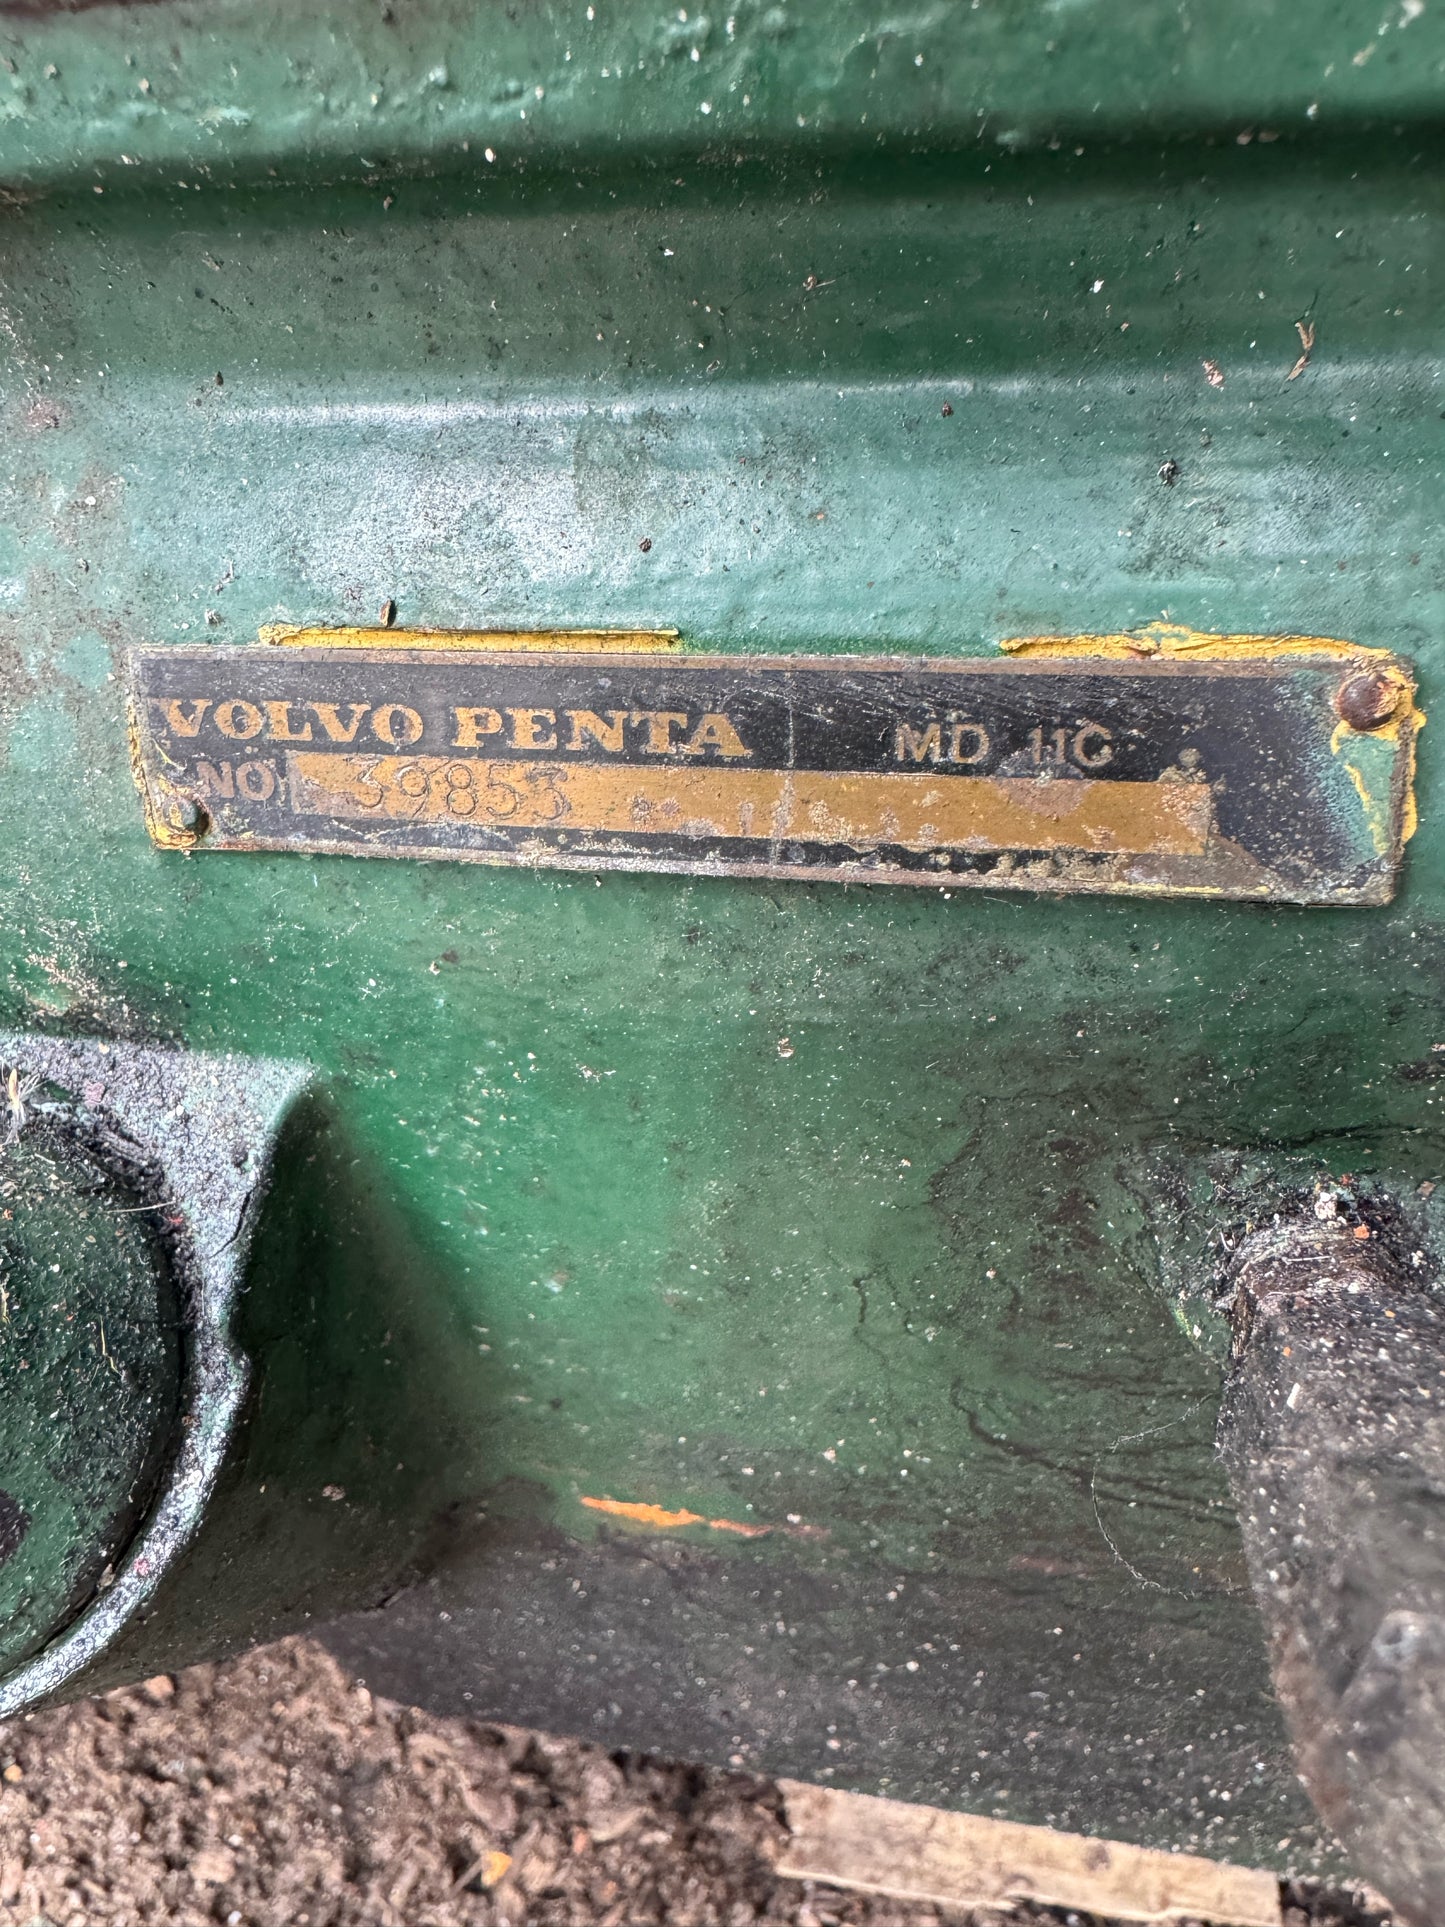 VOLVO PENTA MD 11C
NO 39853